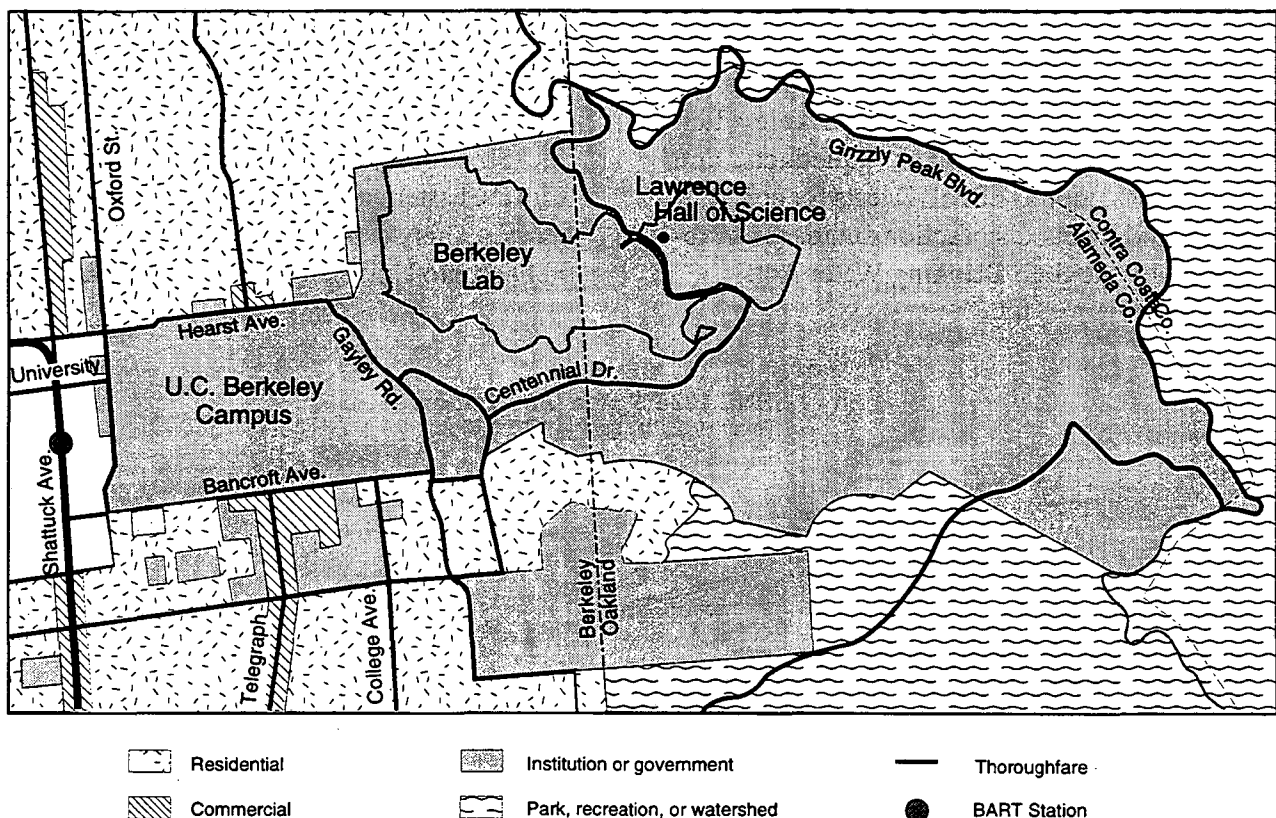 Oxford St.
Grizzly Peak Blvd.
Lawrence
Hall of Science
Contra Costa Co.
Alameda Co.
Berkeley
Lab
Hearst Ave.
Gayley Rd.
University
U.C. Berkeley
Campus
Centennial Dr.
Bancroft Ave.
Shattuck Ave.
Berkeley
Oakland
Telegraph
College Ave.
Residential
Institution or government
Thoroughfare
Commercial
Park, recreation, or watershed
BART Station